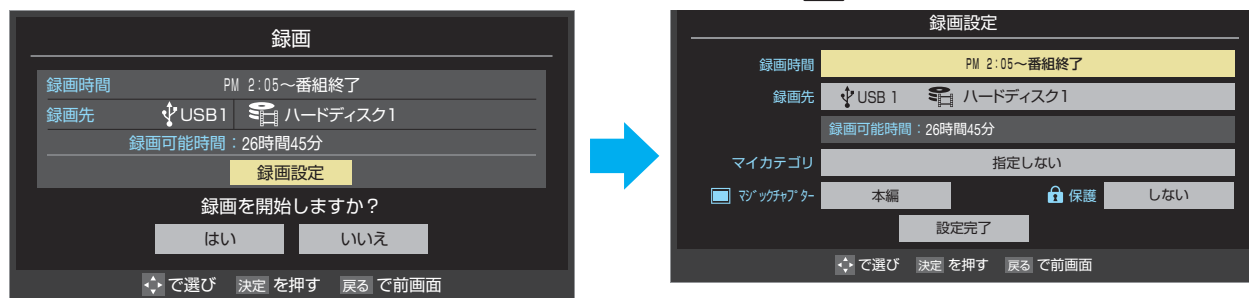 録画
録画時間 PM 2:05～番組終了
録画先 USB1 ハードディスク1
録画可能時間：26時間45分
録画設定
録画を開始しますか？
はい いいえ
で選び 決定 を押す 戻る で前画面
録画設定
録画時間 PM 2:05～番組終了
録画先 USB 1 ハードディスク1
録画可能時間：26時間45分
マイカテゴリ 指定しない
ﾏｼﾞｯｸﾁｬﾌﾟﾀｰ 本編 保護 しない
設定完了
で選び 決定 を押す 戻る で前画面